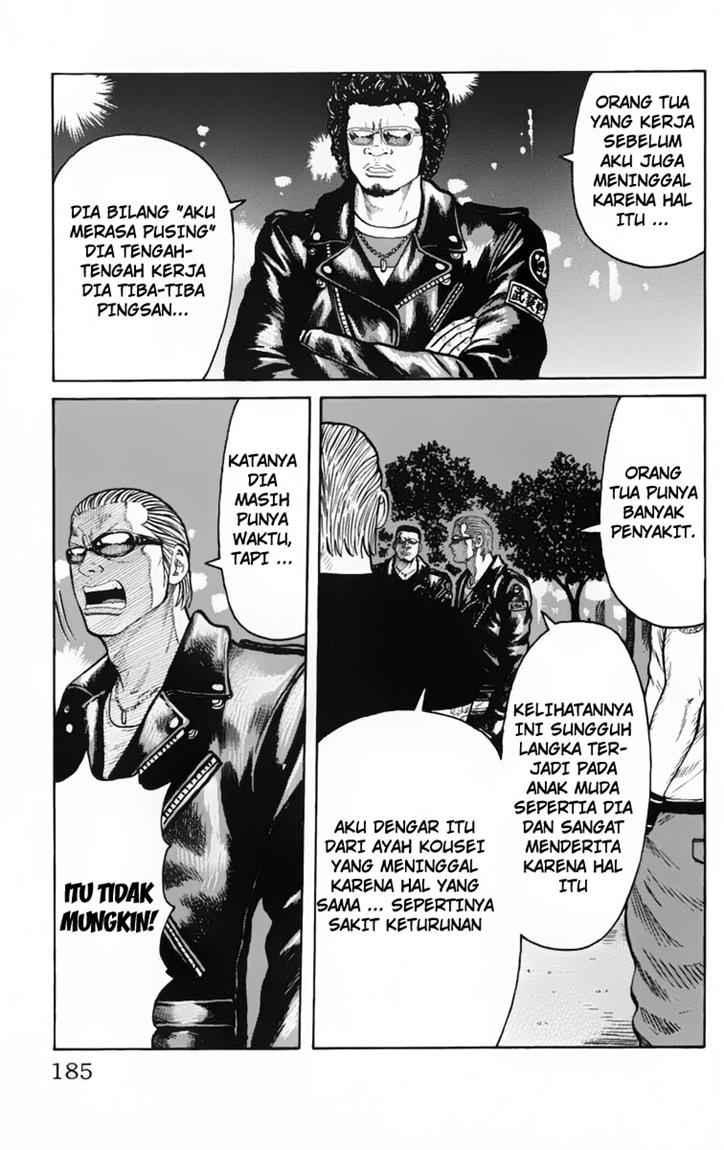 ORANG TUA
YANG KERJA
SEBELUM
AKU JUGA
MENINGGAL
KARENA HAL
ITU ...
DIA BILANG "AKU
MERASA PUSING"
DIA TENGAH-
TENGAH KERJA
DIA TIBA-TIBA
PINGSAN...
ORANG
TUA PUNYA
BANYAK
PENYAKIT.
KELIHATANNYA
INI SUNGGUH
LANGKA TER-
JADI PADA
ANAK MUDA
SEPERTIA DIA
DAN SANGAT
MENDERITA
KARENA HAL
ITU
AKU DENGAR ITU
DARI AYAH KOUSEI
YANG MENINGGAL
KARENA HAL YANG
SAMA ... SEPERTINYA
SAKIT KETURUNAN
KATANYA
DIA
MASIH
PUNYA
WAKTU,
TAPI ...
ITU TIDAK
MUNGKIN!
185